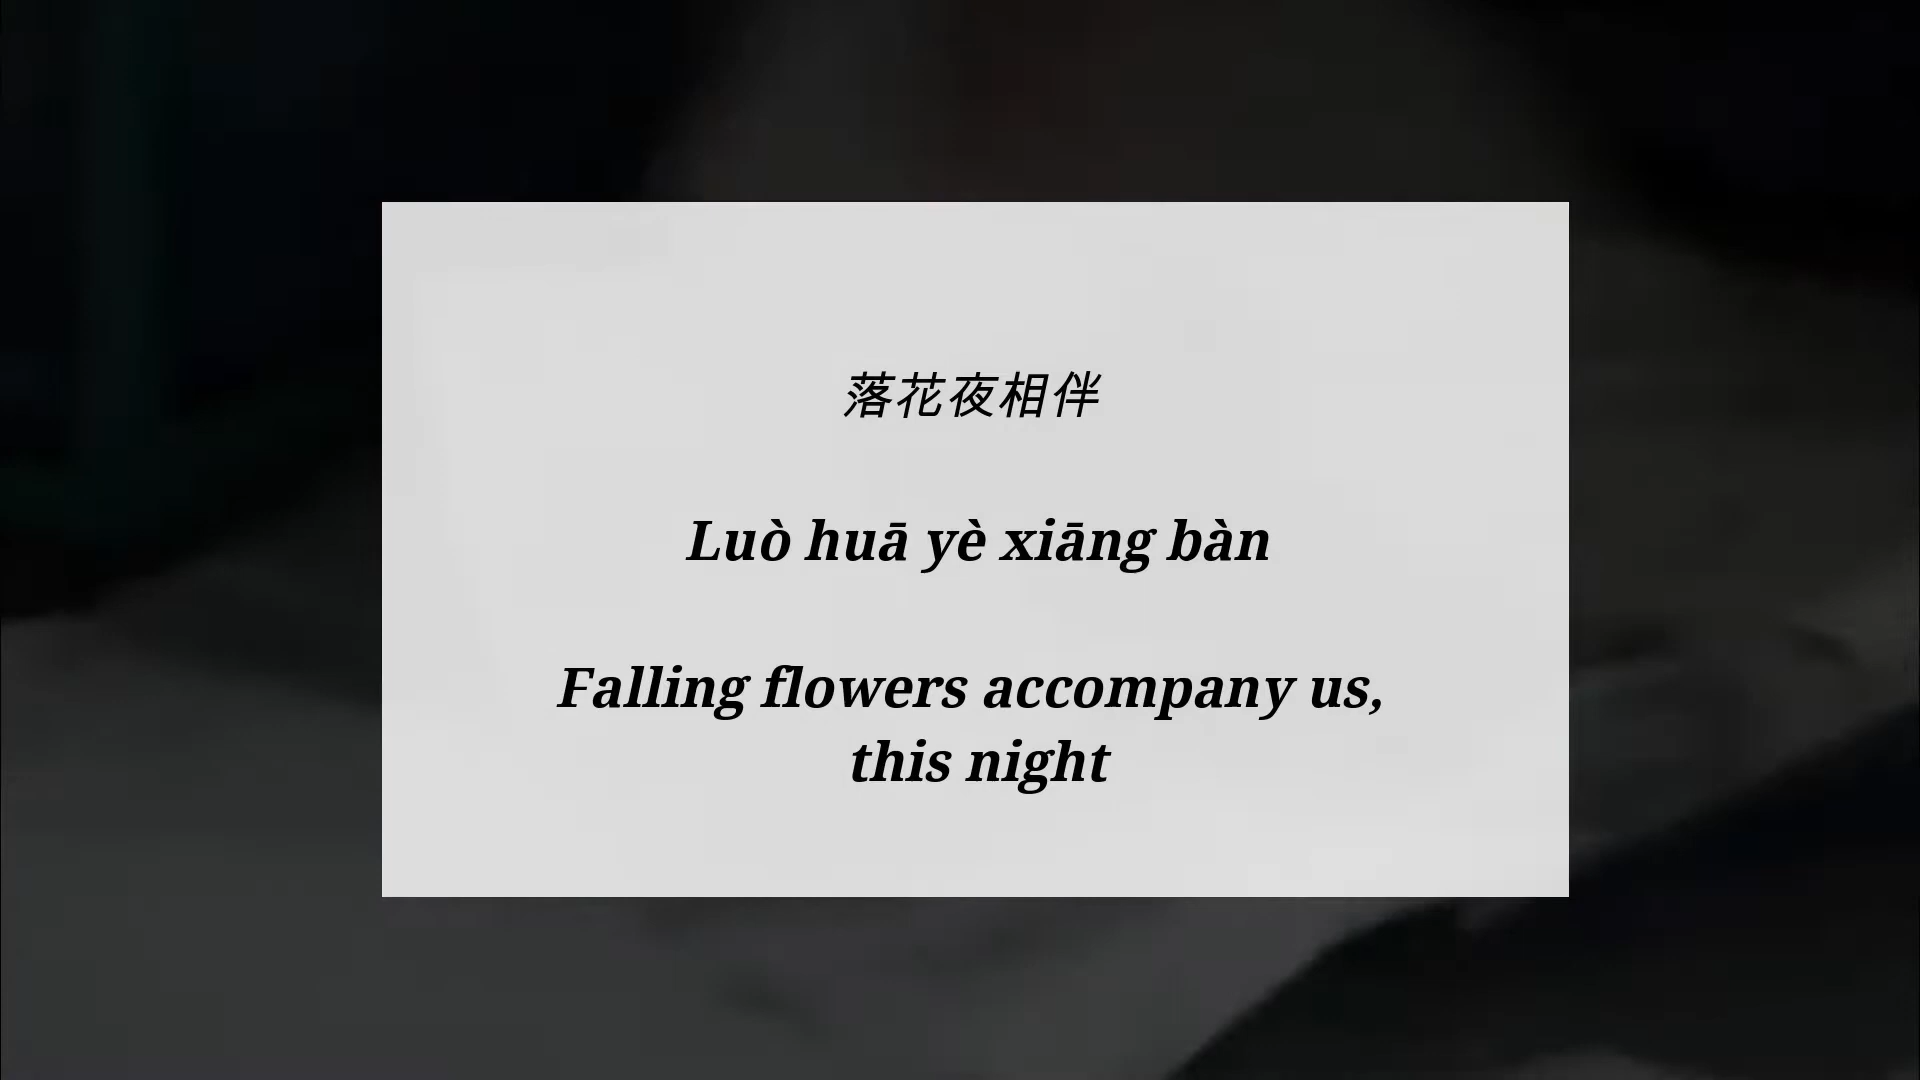 落花夜相伴
Luò huā yè xiāng bàn
Falling flowers accompany us,
this night